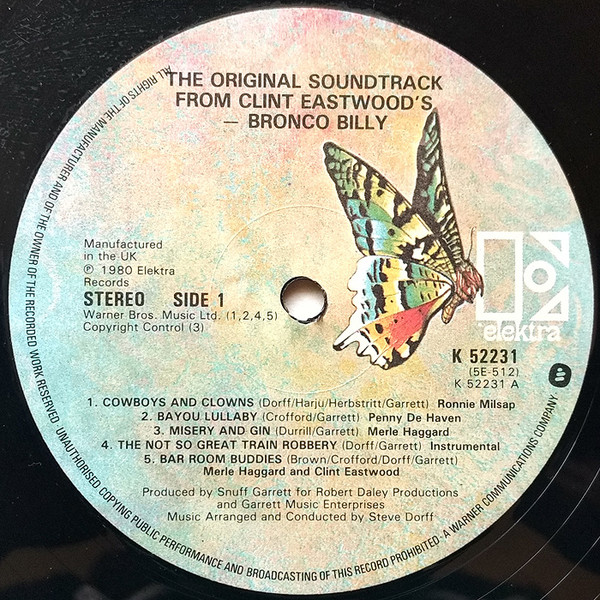 THE ORIGINAL SOUNDTRACK
FROM CLINT EASTWOOD'S
— BRONCO BILLY
Manufactured
in the UK
℗ 1980 Elektra
Records
STEREO SIDE 1
Warner Bros. Music Ltd. (1,2,4,5)
Copyright Control (3)
elektra
K 52231
(5E-512)
K 52231 A
1. COWBOYS AND CLOWNS (Dorff/Harju/Herbstritt/Garrett) Ronnie Milsap
2. BAYOU LULLABY (Crofford/Garrett) Penny De Haven
3. MISERY AND GIN (Durrill/Garrett) Merle Haggard
4. THE NOT SO GREAT TRAIN ROBBERY (Dorff/Garrett) Instrumental
5. BAR ROOM BUDDIES (Brown/Crofford/Dorff/Garrett)
Merle Haggard and Clint Eastwood
Produced by Snuff Garrett for Robert Daley Productions
and Garrett Music Enterprises
Music Arranged and Conducted by Steve Dorff
ALL RIGHTS OF THE MANUFACTURER AND OF THE OWNER OF THE RECORDED WORK RESERVED · UNAUTHORISED COPYING PUBLIC PERFORMANCE AND BROADCASTING OF THIS RECORD PROHIBITED · A WARNER COMMUNICATIONS COMPANY